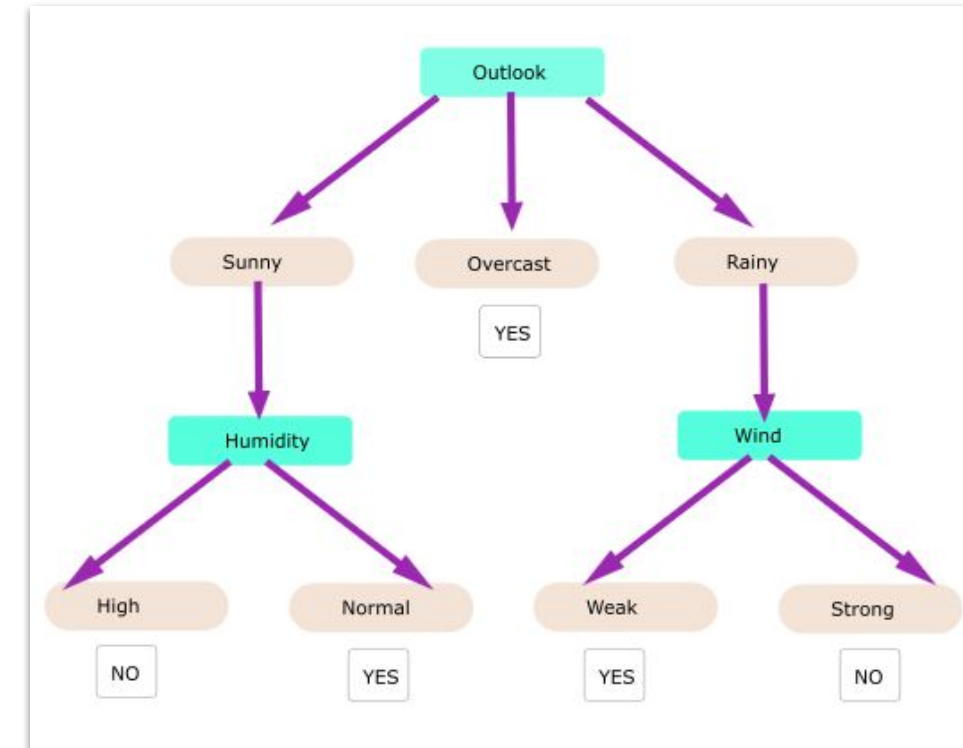 Outlook
Sunny
Overcast
Rainy
YES
Humidity
Wind
High
Normal
Weak
Strong
NO
YES
YES
NO